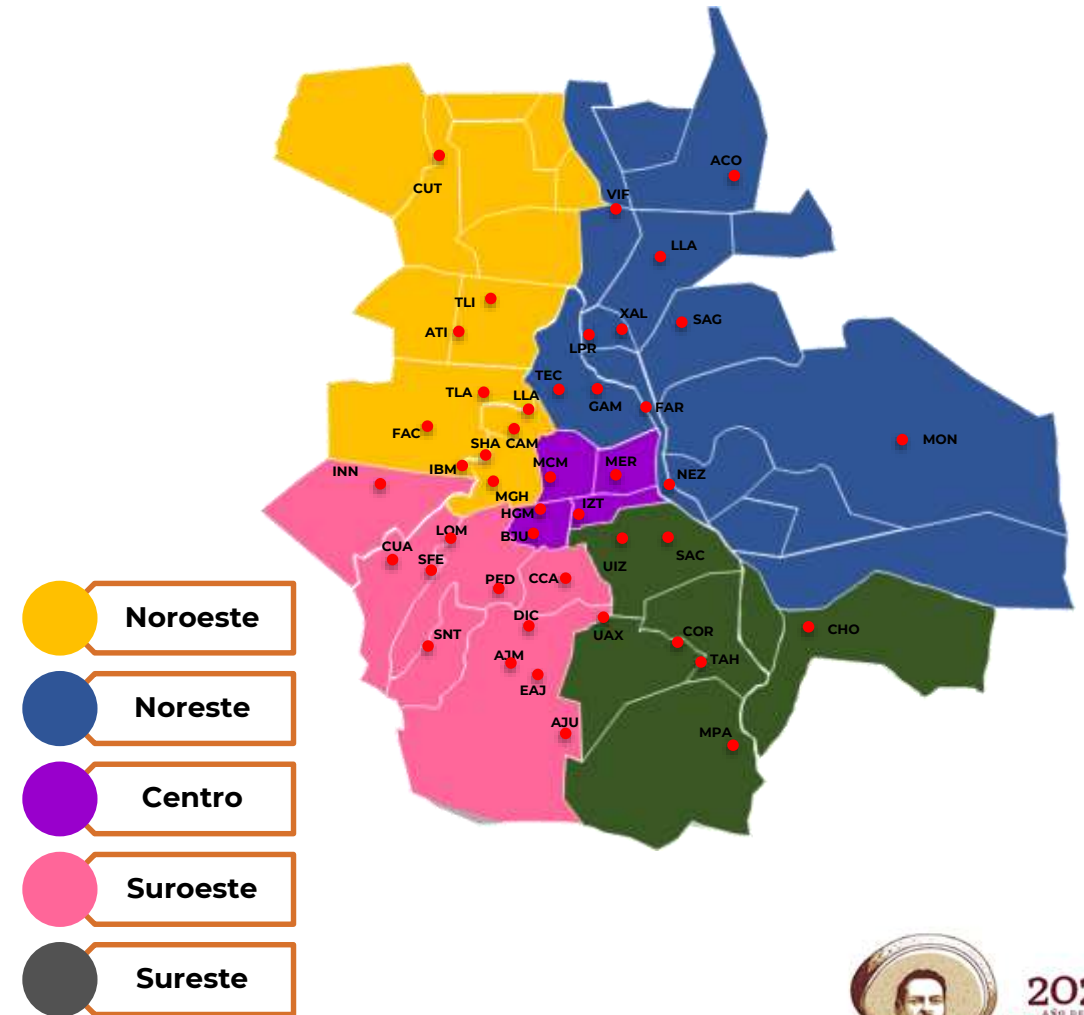 ACO
CUT
VIF
LLA
TLI
XAL
SAG
ATI
LPR
TEC
TLA
LLA
GAM
FAR
FAC
SHA
CAM
MON
INN
IBM
MCM
MER
NEZ
MGH
HGM
IZT
LOM
BJU
CUA
SFE
UIZ
SAC
PED
CCA
DIC
UAX
COR
CHO
SNT
AJM
TAH
EAJ
AJU
MPA
Noroeste
Noreste
Centro
Suroeste
Sureste